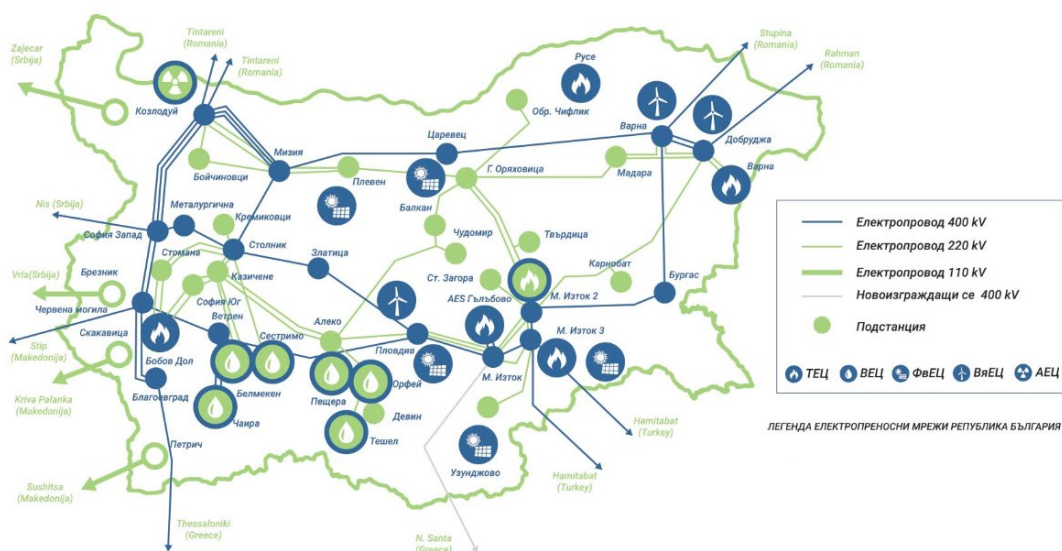 Zajecar
(Srbija)
Tintareni
(Romania)
Tintareni
(Romania)
Stupina
(Romania)
Rahman
(Romania)
Русе
Козлодуй
Обр. Чифлик
Варна
Добруджа
Варна
Царевец
Мизия
Бойчиновци
Плевен
Г. Оряховица
Мадара
Балкан
Nis (Srbija)
Металургична
Кремиковци
София Запад
Стомана
Столник
Златица
Чудомир
Твърдица
Карнобат
Бургас
Vrla(Srbija)
Брезник
Казичене
Ст. Загора
Червена могила
София Юг
AES Гълъбово
М. Изток 2
Скакавица
Ветрен
Сестримо
Алеко
Stip
(Makedonija)
Бобов Дол
Пловдив
М. Изток 3
М. Изток
Благоевград
Белмекен
Пещера
Орфей
Kriva Palanka
(Makedonija)
Чаира
Девин
Hamitabat
(Turkey)
Петрич
Тешел
Узунджово
Hamitabat
(Turkey)
Sushitsa
(Makedonija)
Thessaloniki
(Greece)
N. Santa
(Greece)
Електропровод 400 kV
Електропровод 220 kV
Електропровод 110 kV
Новоизграждащи се 400 kV
Подстанция
ТЕЦ ВЕЦ ФвЕЦ ВяЕЦ АЕЦ
ЛЕГЕНДА ЕЛЕКТРОПРЕНОСНИ МРЕЖИ РЕПУБЛИКА БЪЛГАРИЯ